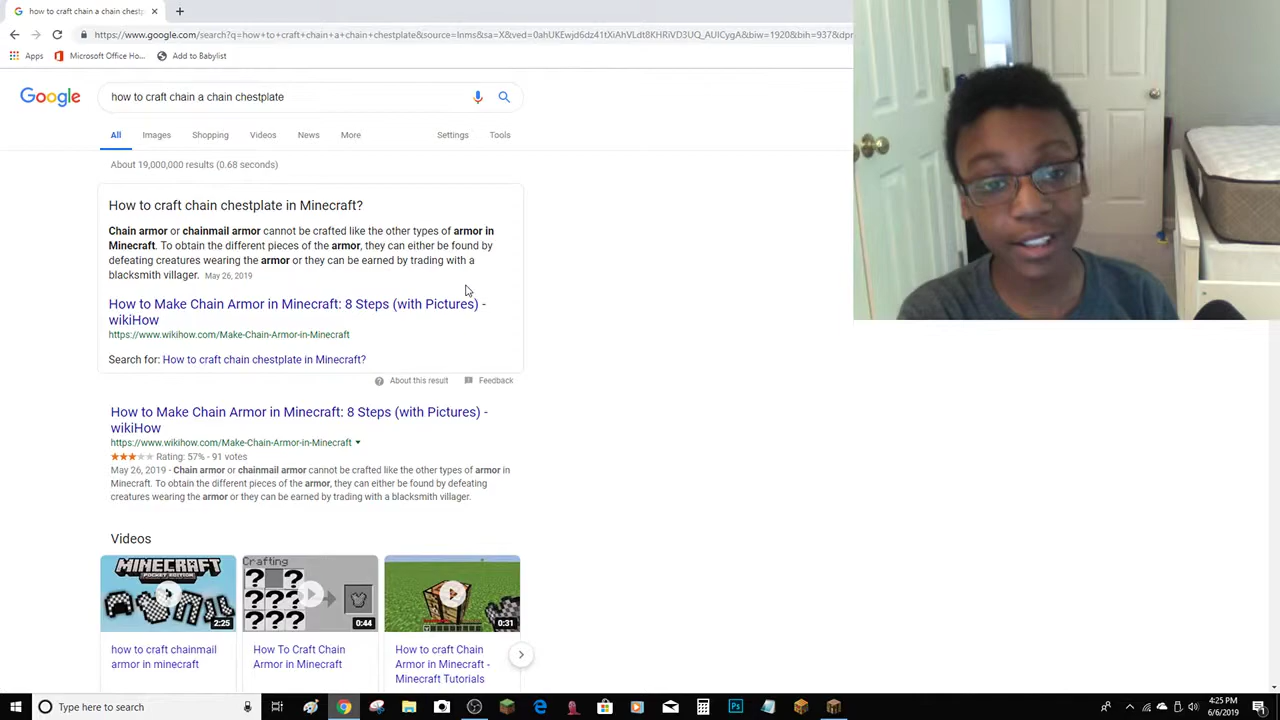 how to craft chain a chain chestp
https://www.google.com/search?q=how+to+craft+chain+a+chain+chestplate&source=lnms&sa=X&ved=0ahUKEwjd6dz41tXiAhVLdt8KHRiVD3UQ_AUICygA&biw=1920&bih=937&dpr
Apps
Microsoft Office Ho...
Add to Babylist
Google
how to craft chain a chain chestplate
All Images Shopping Videos News More Settings Tools
About 19,000,000 results (0.68 seconds)
How to craft chain chestplate in Minecraft?
Chain armor or chainmail armor cannot be crafted like the other types of armor in
Minecraft. To obtain the different pieces of the armor, they can either be found by
defeating creatures wearing the armor or they can be earned by trading with a
blacksmith villager. May 26, 2019
How to Make Chain Armor in Minecraft: 8 Steps (with Pictures) -
wikiHow
https://www.wikihow.com/Make-Chain-Armor-in-Minecraft
Search for: How to craft chain chestplate in Minecraft?
About this result Feedback
How to Make Chain Armor in Minecraft: 8 Steps (with Pictures) -
wikiHow
https://www.wikihow.com/Make-Chain-Armor-in-Minecraft
Rating: 57% - 91 votes
May 26, 2019 - Chain armor or chainmail armor cannot be crafted like the other types of armor in
Minecraft. To obtain the different pieces of the armor, they can either be found by defeating
creatures wearing the armor or they can be earned by trading with a blacksmith villager.
Videos
MINECRAFT
POCKET EDITION
2:25
Crafting
? ?
? ? ?
? ? ?
0:44
0:31
how to craft chainmail
armor in minecraft
How To Craft Chain
Armor in Minecraft
How to craft Chain
Armor in Minecraft -
Minecraft Tutorials
Type here to search
Ps
4:25 PM
6/6/2019